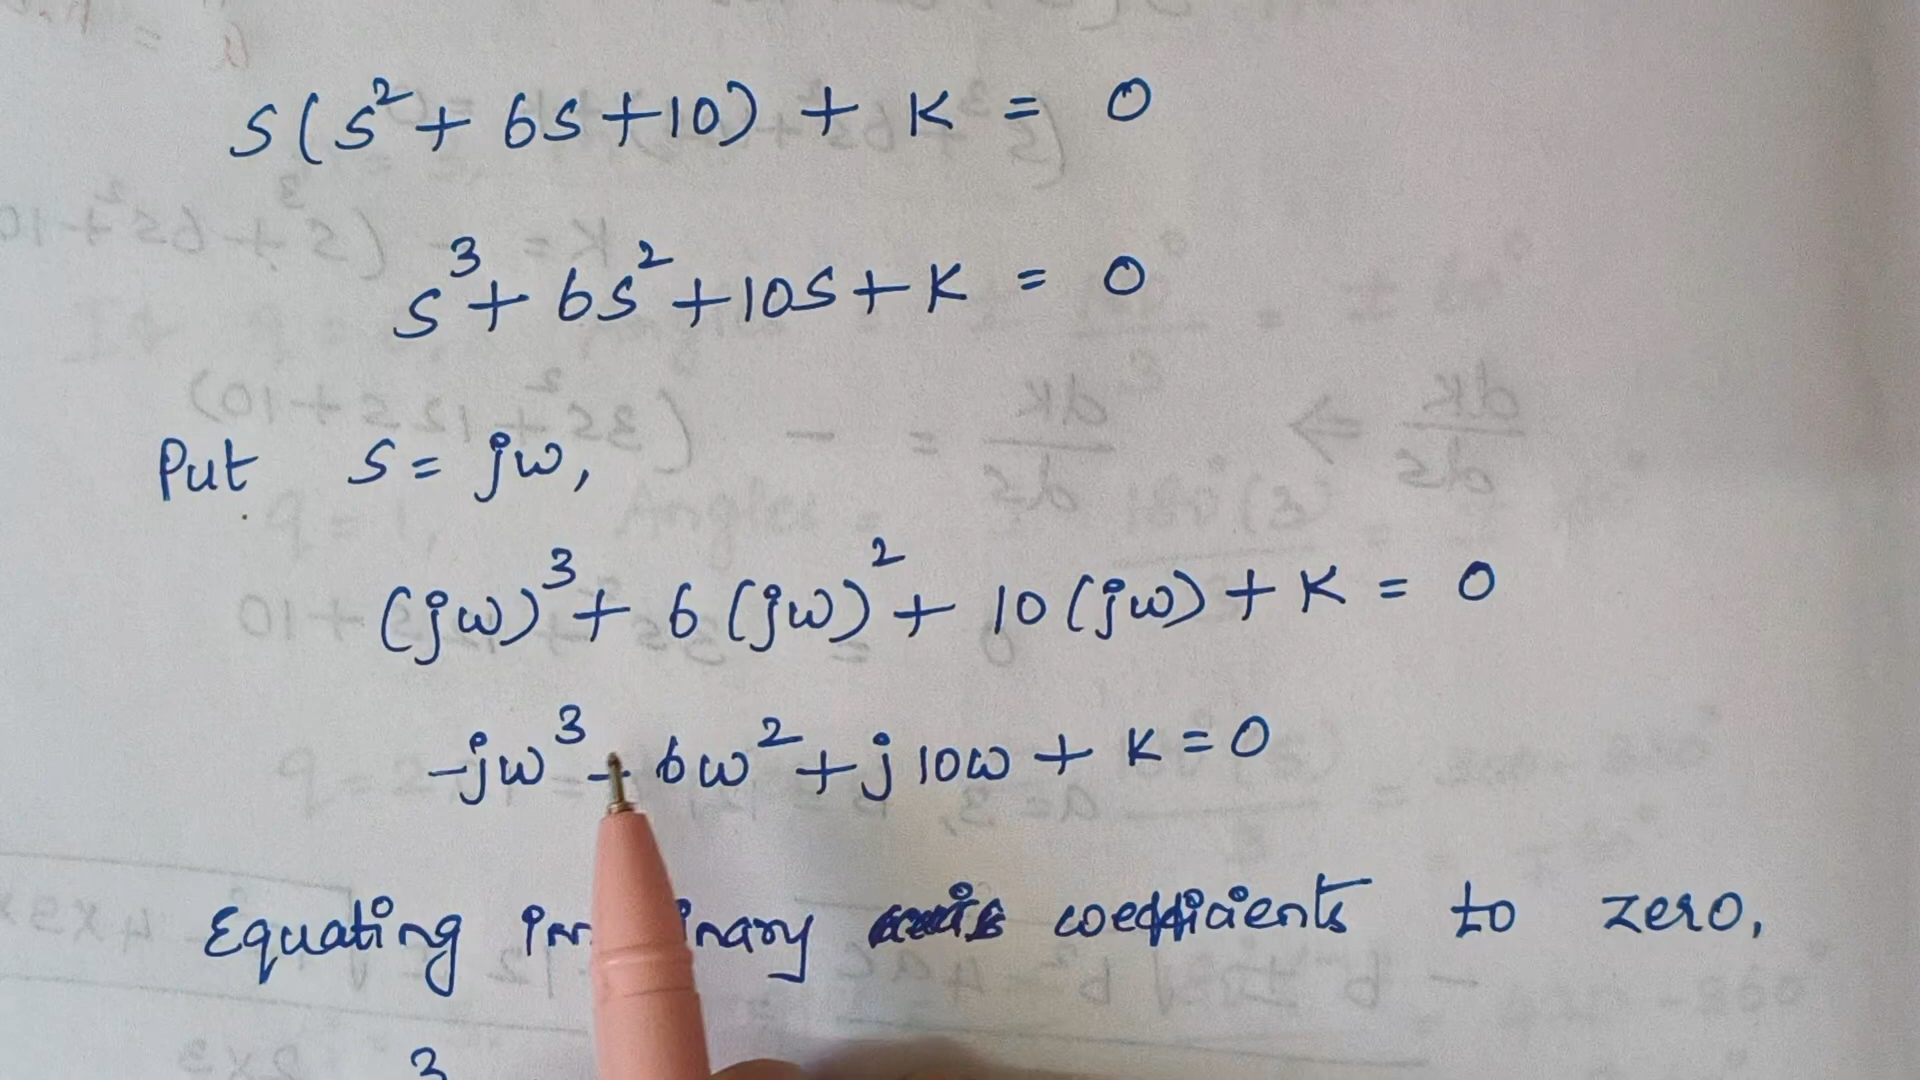 s(s² + 6s + 10) + K = 0
s³ + 6s² + 10s + K = 0
Put s = jω,
(jω)³ + 6(jω)² + 10(jω) + K = 0
-jω³ - 6ω² + j10ω + K = 0
Equating coefficients to zero,
3